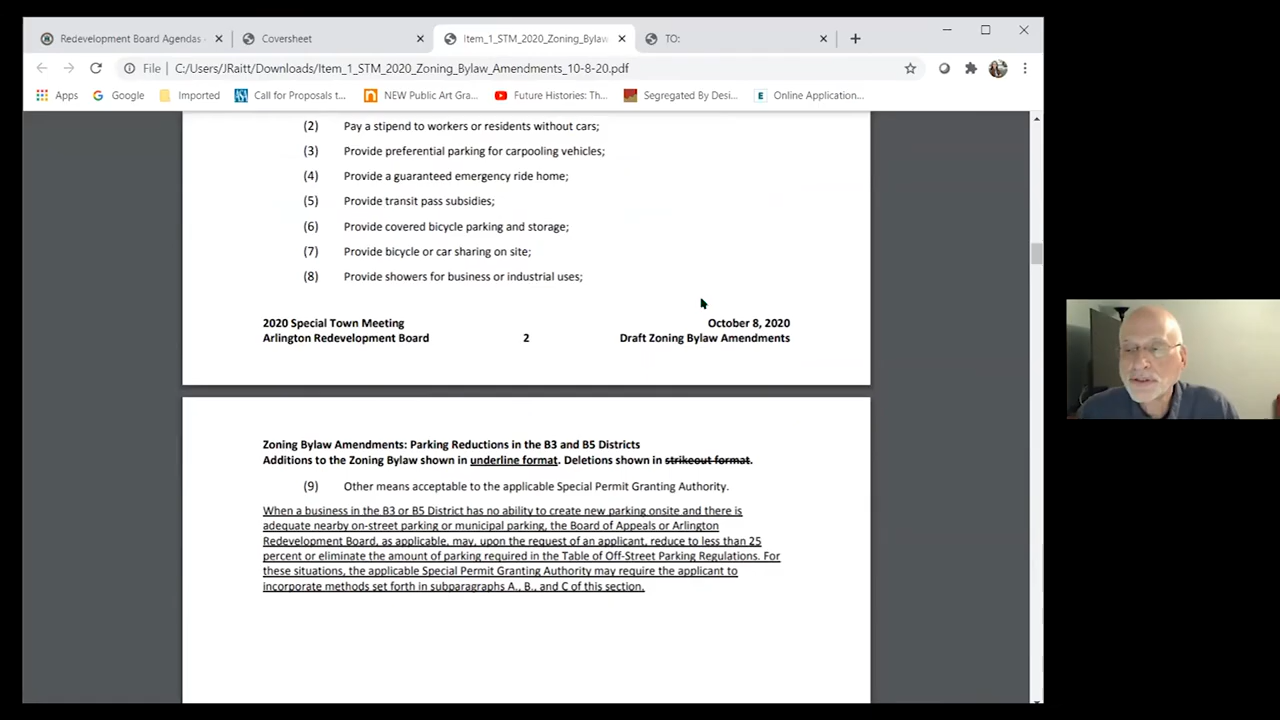 Redevelopment Board Agendas
Coversheet
Item_1_STM_2020_Zoning_Bylaw
TO:
File
C:/Users/JRaitt/Downloads/Item_1_STM_2020_Zoning_Bylaw_Amendments_10-8-20.pdf
Apps
Google
Imported
Call for Proposals t...
NEW Public Art Gra...
Future Histories: Th...
Segregated By Desi...
Online Application...
(2) Pay a stipend to workers or residents without cars;
(3) Provide preferential parking for carpooling vehicles;
(4) Provide a guaranteed emergency ride home;
(5) Provide transit pass subsidies;
(6) Provide covered bicycle parking and storage;
(7) Provide bicycle or car sharing on site;
(8) Provide showers for business or industrial uses;
2020 Special Town Meeting October 8, 2020
Arlington Redevelopment Board 2 Draft Zoning Bylaw Amendments
Zoning Bylaw Amendments: Parking Reductions in the B3 and B5 Districts
Additions to the Zoning Bylaw shown in underline format. Deletions shown in strikeout format.
(9) Other means acceptable to the applicable Special Permit Granting Authority.
When a business in the B3 or B5 District has no ability to create new parking onsite and there is
adequate nearby on-street parking or municipal parking, the Board of Appeals or Arlington
Redevelopment Board, as applicable, may, upon the request of an applicant, reduce to less than 25
percent or eliminate the amount of parking required in the Table of Off-Street Parking Regulations. For
these situations, the applicable Special Permit Granting Authority may require the applicant to
incorporate methods set forth in subparagraphs A., B., and C of this section.